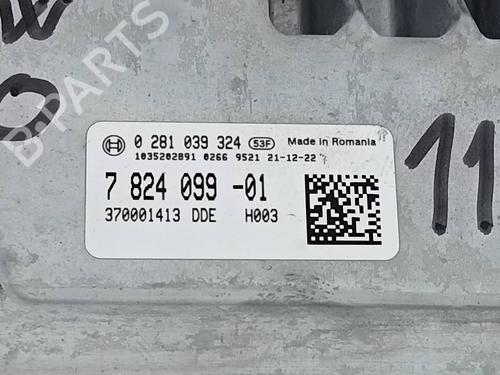 0 281 039 324 53F Made in Romania
1035202891 0266 9521 21-12-22
7 824 099 -01
370001413 DDE H003
11
B-PARTS